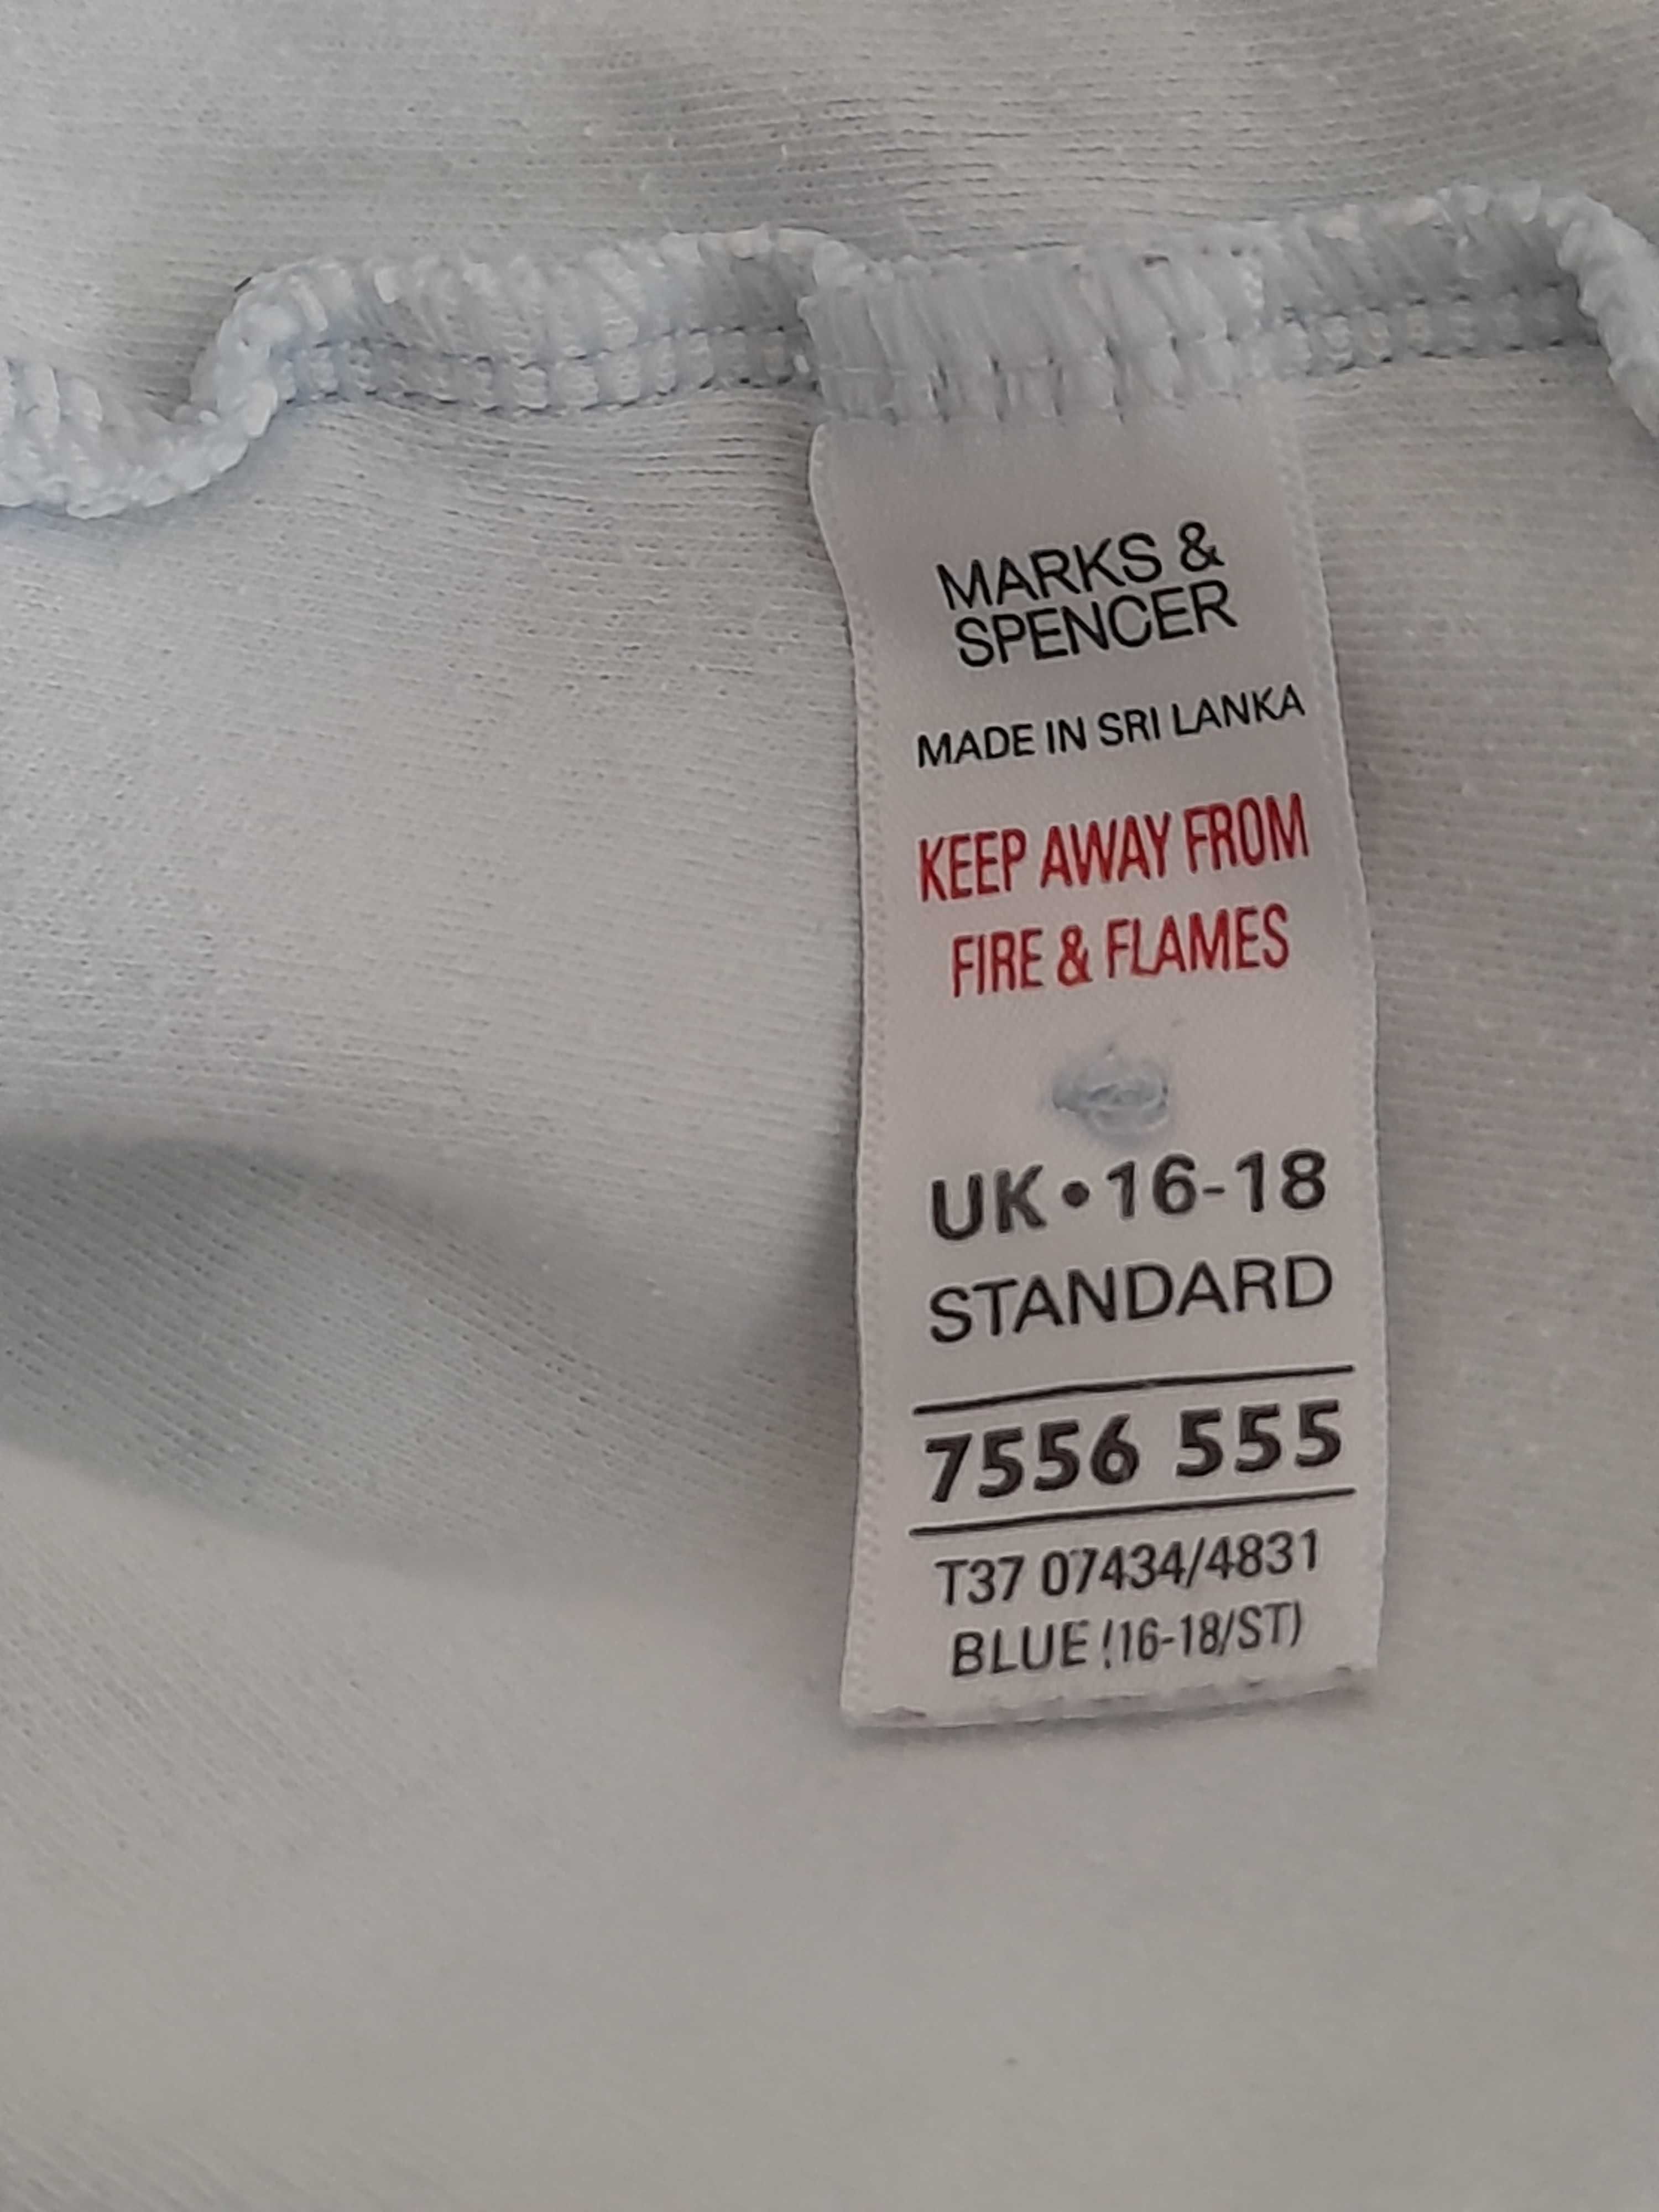 MARKS &
SPENCER
MADE IN SRI LANKA
KEEP AWAY FROM
FIRE & FLAMES
UK • 16-18
STANDARD
7556 555
T37 07434/4831
BLUE (16-18/ST)